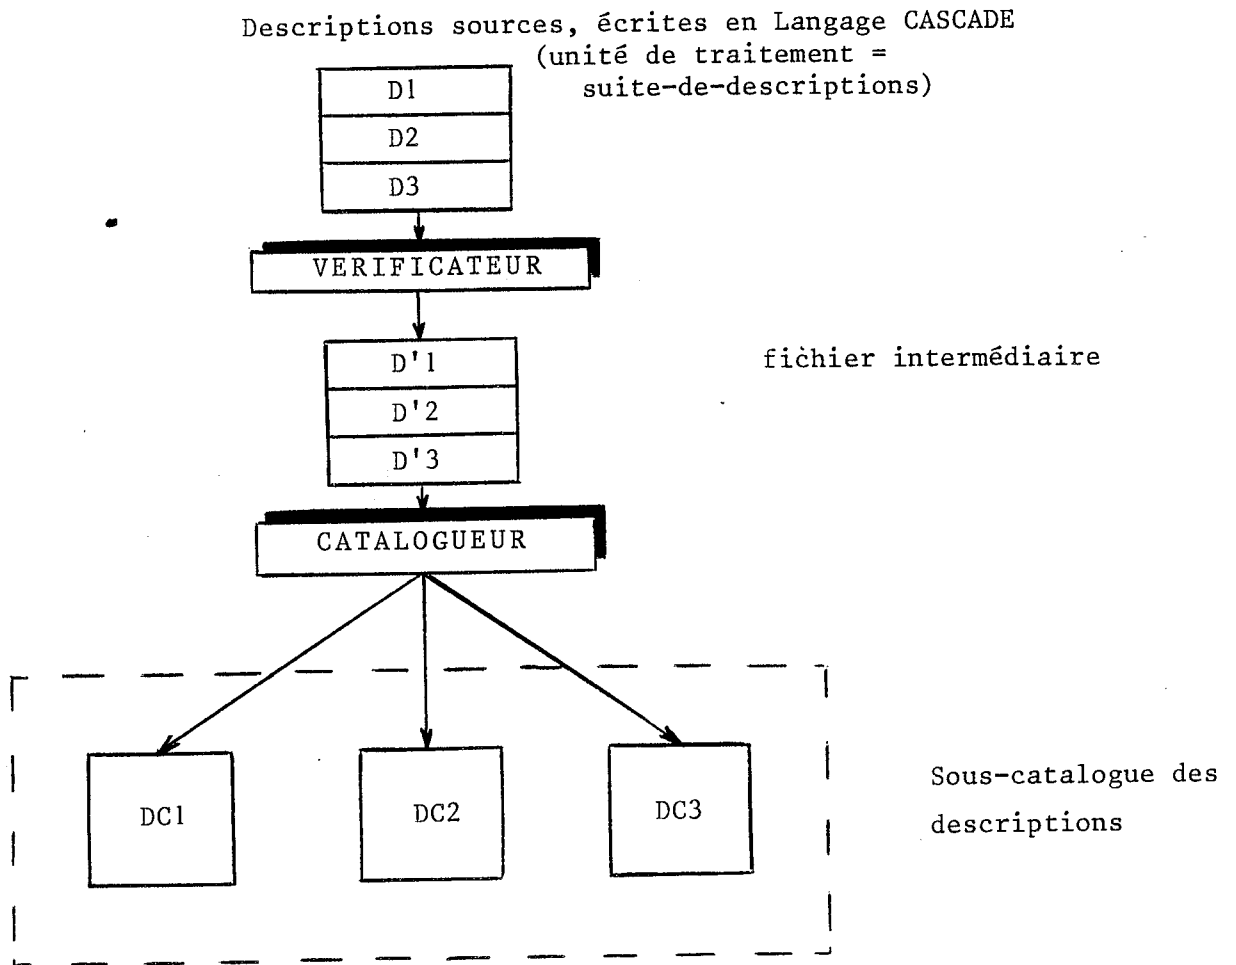 Descriptions sources, écrites en Langage CASCADE
(unité de traitement =
suite-de-descriptions)
D1
D2
D3
VERIFICATEUR
D'1
fichier intermédiaire
D'2
D'3
CATALOGUEUR
DC1
DC2
DC3
Sous-catalogue des
descriptions